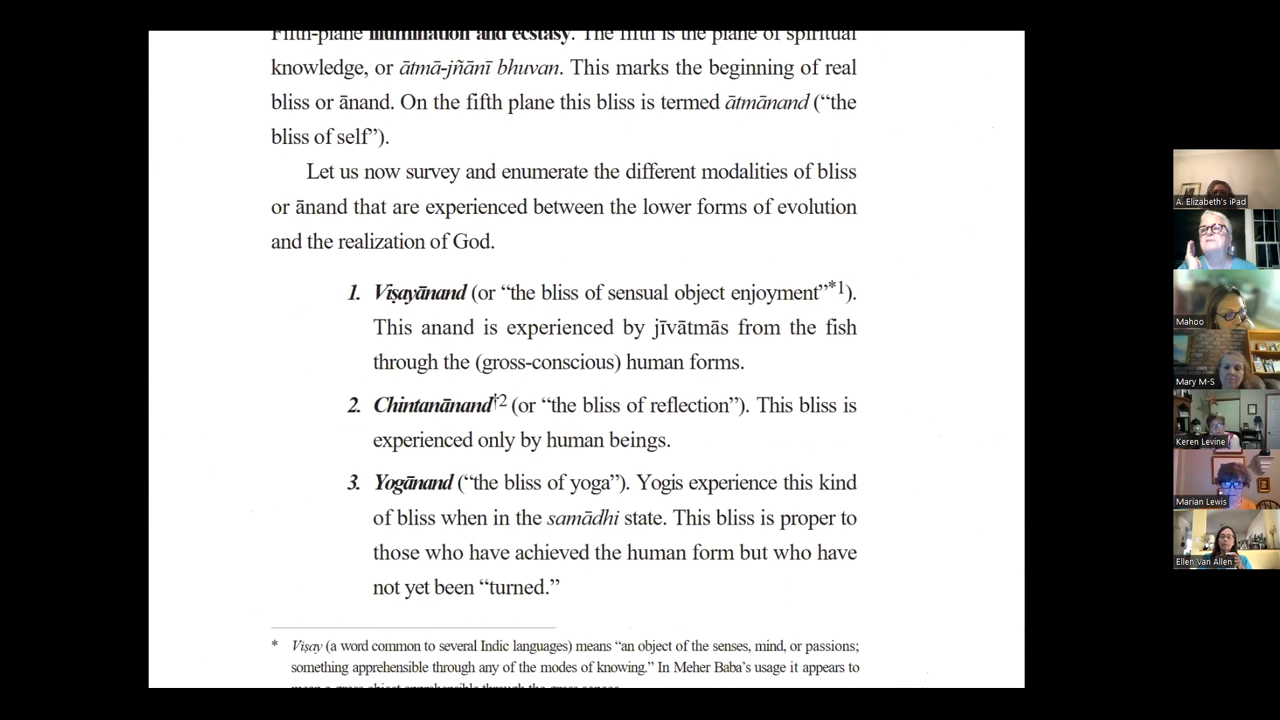 Fifth-plane illumination and ecstasy. The fifth is the plane of spiritual
knowledge, or ātmā-jñānī bhuvan. This marks the beginning of real
bliss or ānand. On the fifth plane this bliss is termed ātmānand (“the
bliss of self”).
Let us now survey and enumerate the different modalities of bliss
or ānand that are experienced between the lower forms of evolution
and the realization of God.
1. Viṣayānand (or “the bliss of sensual object enjoyment”*1).
This anand is experienced by jīvātmās from the fish
through the (gross-conscious) human forms.
2. Chintanānand†2 (or “the bliss of reflection”). This bliss is
experienced only by human beings.
3. Yogānand (“the bliss of yoga”). Yogis experience this kind
of bliss when in the samādhi state. This bliss is proper to
those who have achieved the human form but who have
not yet been “turned.”
* Viṣay (a word common to several Indic languages) means “an object of the senses, mind, or passions;
something apprehensible through any of the modes of knowing.” In Meher Baba’s usage it appears to
mean a gross object apprehensible through the gross senses.
A. Elizabeth's iPad
Mahoo
Mary M-S
Keren Levine
Marian Lewis
Ellen Van Allen